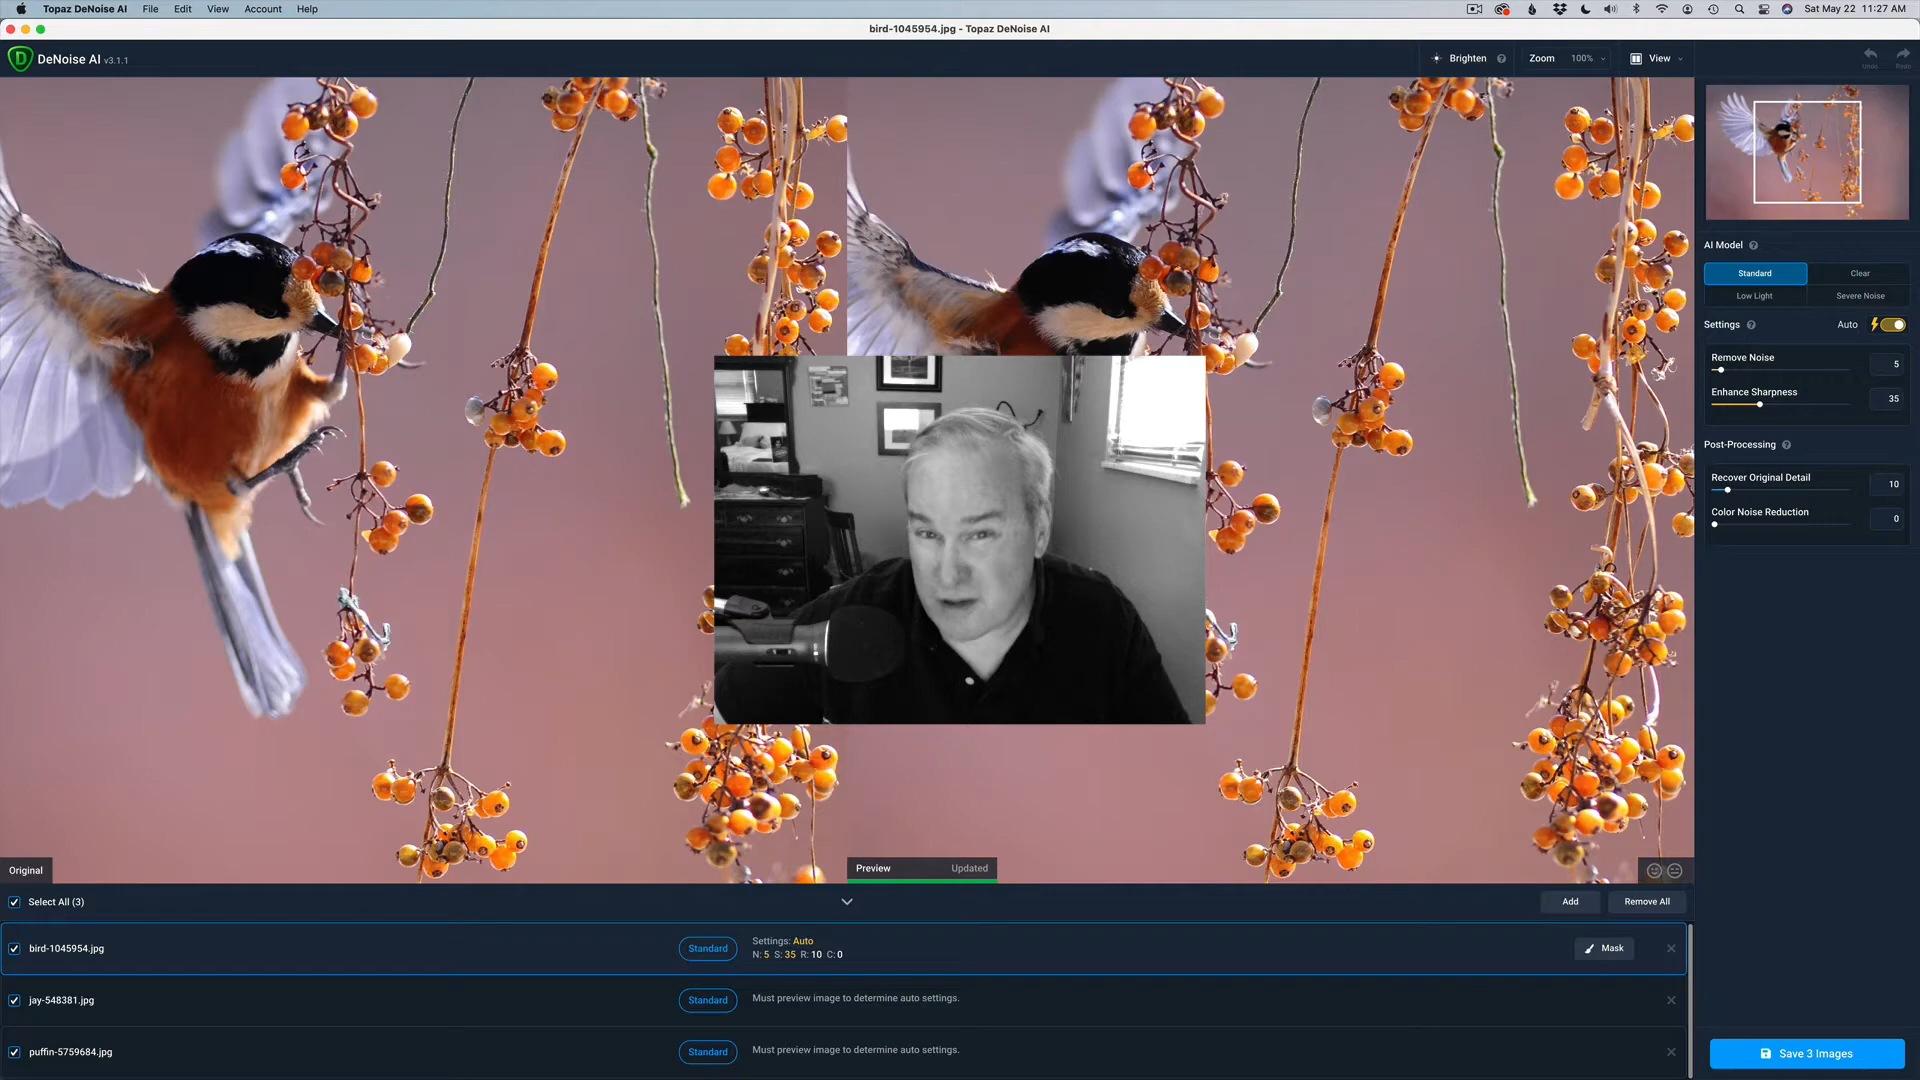 Topaz DeNoise AI File Edit View Account Help Sat May 22 11:27 AM
bird-1045954.jpg - Topaz DeNoise AI
DeNoise AI v3.1.1 Brighten Zoom 100% View Undo Redo
AI Model
Standard Clear
Low Light Severe Noise
Settings Auto
Remove Noise 5
Enhance Sharpness 35
Post-Processing
Recover Original Detail 10
Color Noise Reduction 0
Original
Preview Updated
Select All (3) Add Remove All
bird-1045954.jpg Standard Settings: Auto
N: 5 S: 35 R: 10 C: 0
Mask
jay-548381.jpg Standard Must preview image to determine auto settings.
puffin-5759684.jpg Standard Must preview image to determine auto settings.
Save 3 Images